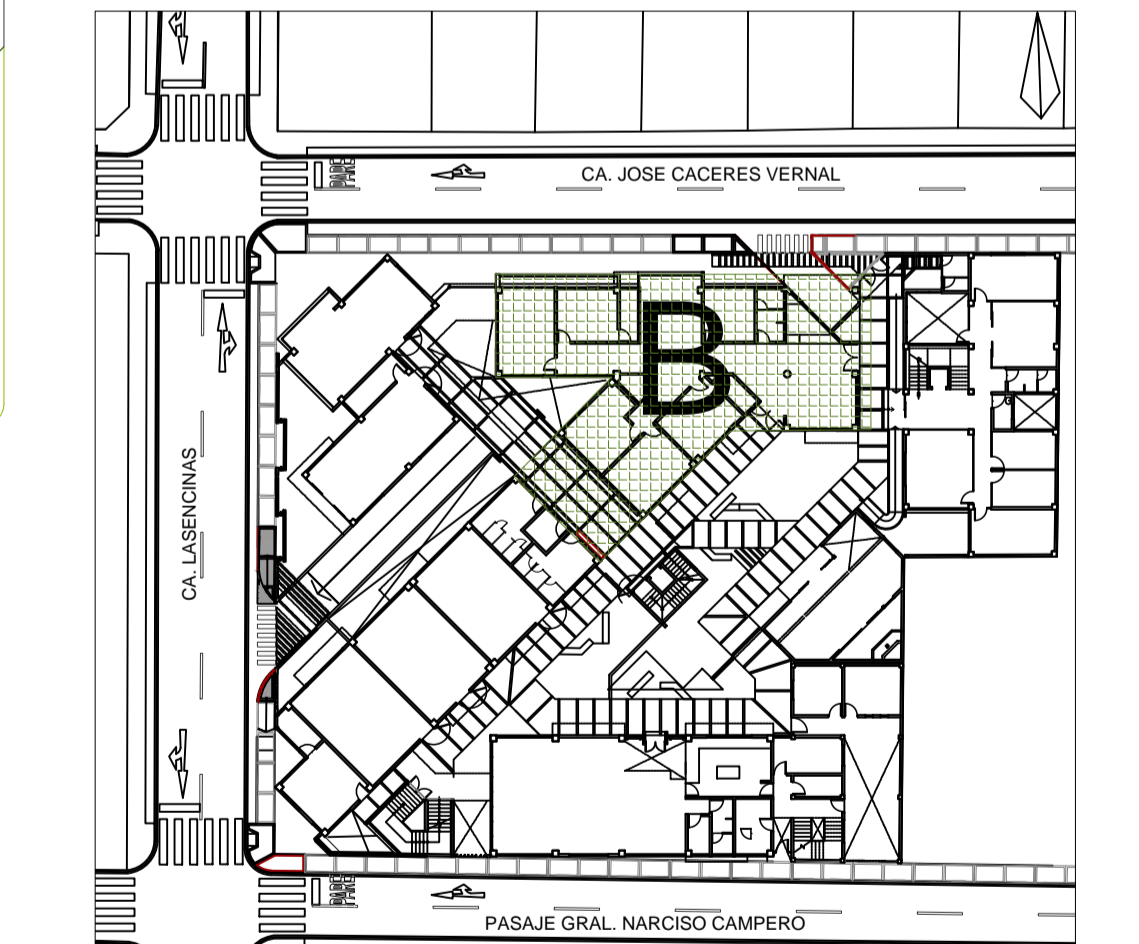 PARE
CA. JOSE CACERES VERNAL
B
CA. LASENCINAS
PARE
PASAJE GRAL. NARCISO CAMPERO